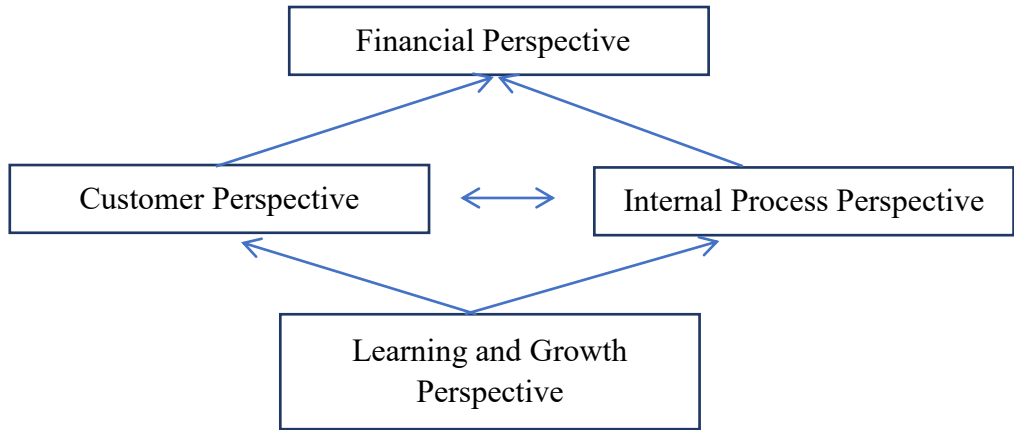 Financial Perspective
Customer Perspective
Internal Process Perspective
Learning and Growth
Perspective